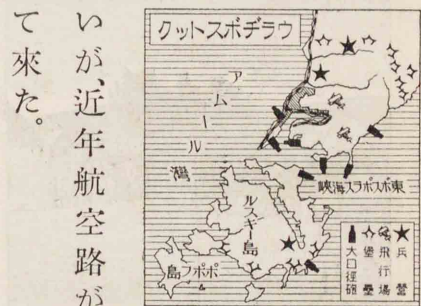 ウラヂボストック
アムール灣
東ボスポラス海峽
ルスキー島
ポポフ島
兵營
飛行場
堡壘
大口徑砲
いが、近年航空路が
て來た。